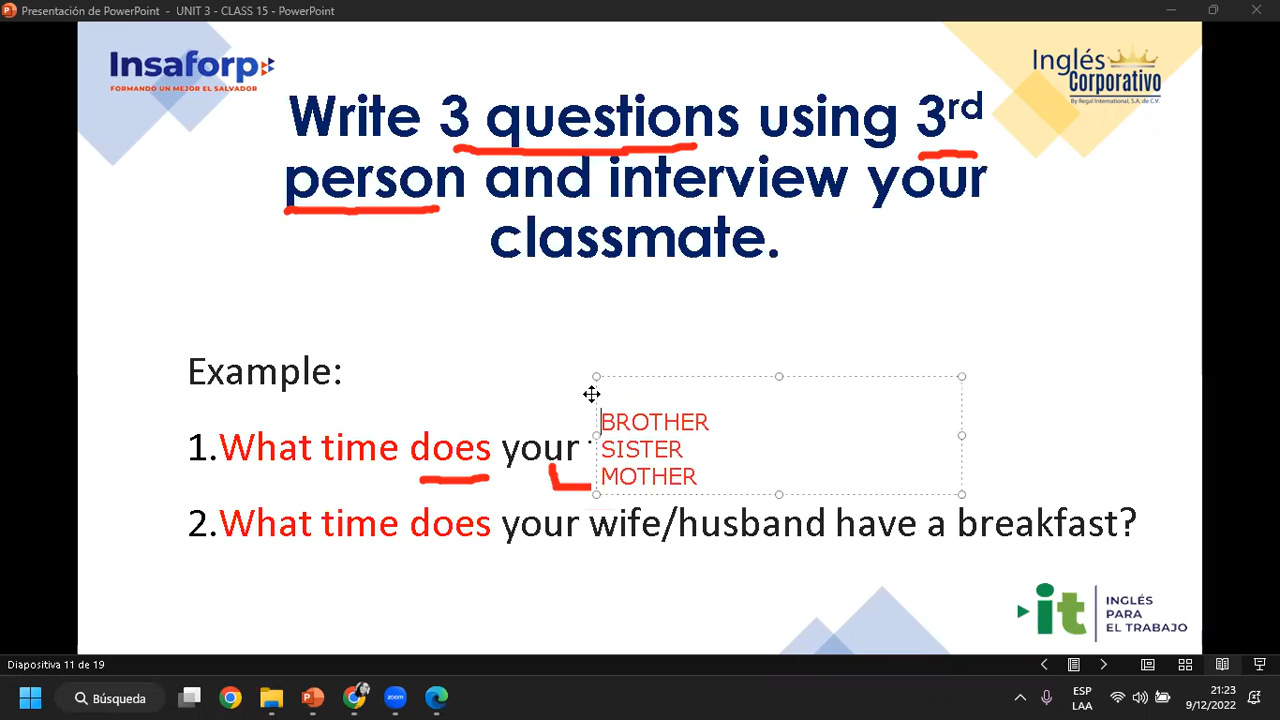 Presentación de PowerPoint - UNIT 3 - CLASS 15 - PowerPoint
Insaforp
FORMANDO UN MEJOR EL SALVADOR
Inglés
Corporativo
By Regal International, S.A. de C.V.
Write 3 questions using 3rd
person and interview your
classmate.
Example:
BROTHER
1.What time does your
SISTER
MOTHER
2.What time does your wife/husband have a breakfast?
it
INGLÉS
PARA
EL TRABAJO
Diapositiva 11 de 19
Búsqueda
zoom
ESP
LAA
21:23
9/12/2022